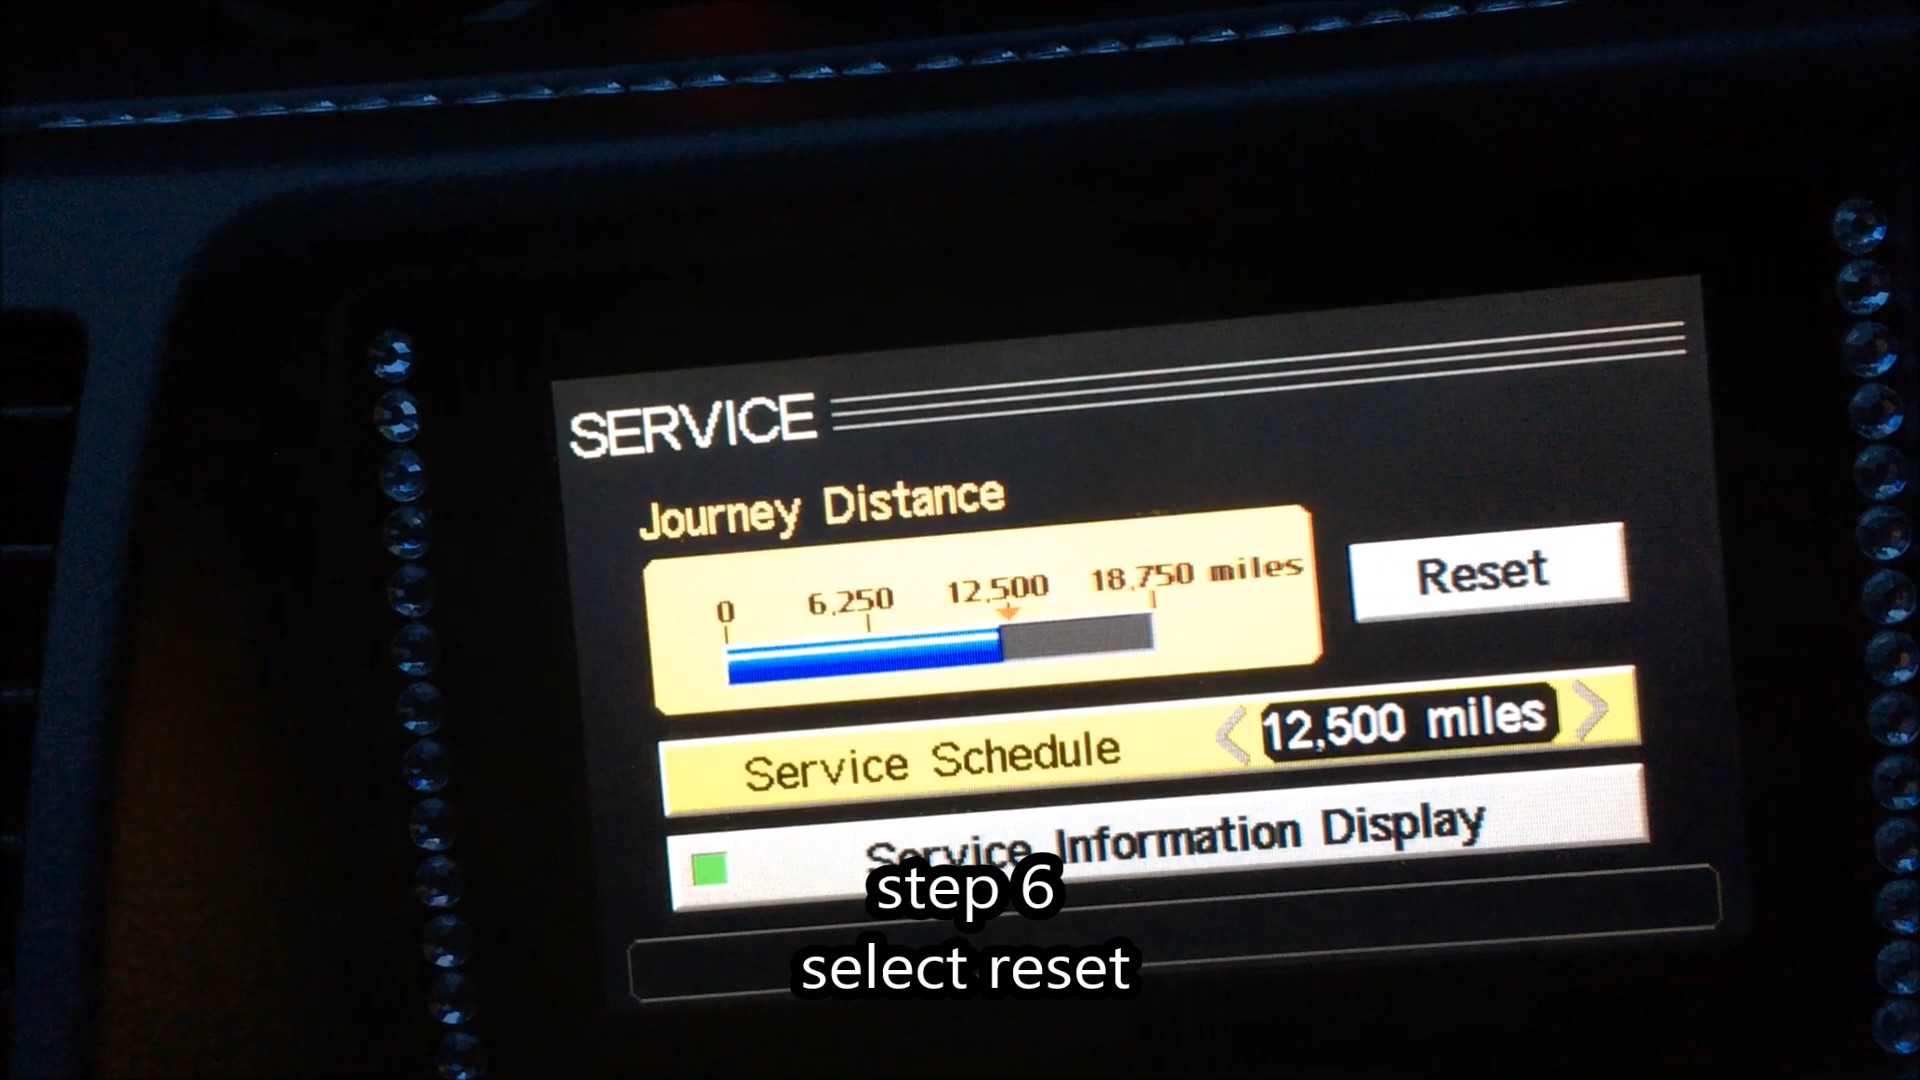 SERVICE
Journey Distance
0 6,250 12,500 18,750 miles
Reset
Service Schedule < 12,500 miles >
Service Information Display
step 6
select reset